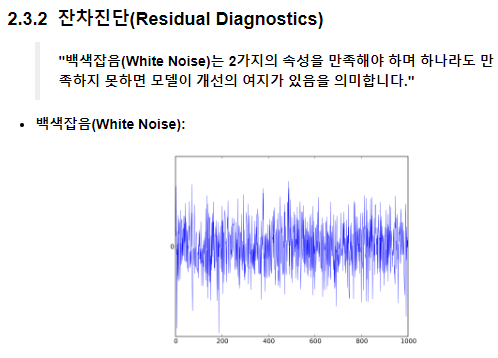 2.3.2 잔차진단(Residual Diagnostics)
"백색잡음(White Noise)는 2가지의 속성을 만족해야 하며 하나라도 만
족하지 못하면 모델이 개선의 여지가 있음을 의미합니다."
• 백색잡음(White Noise):
0
0 200 400 600 800 1000